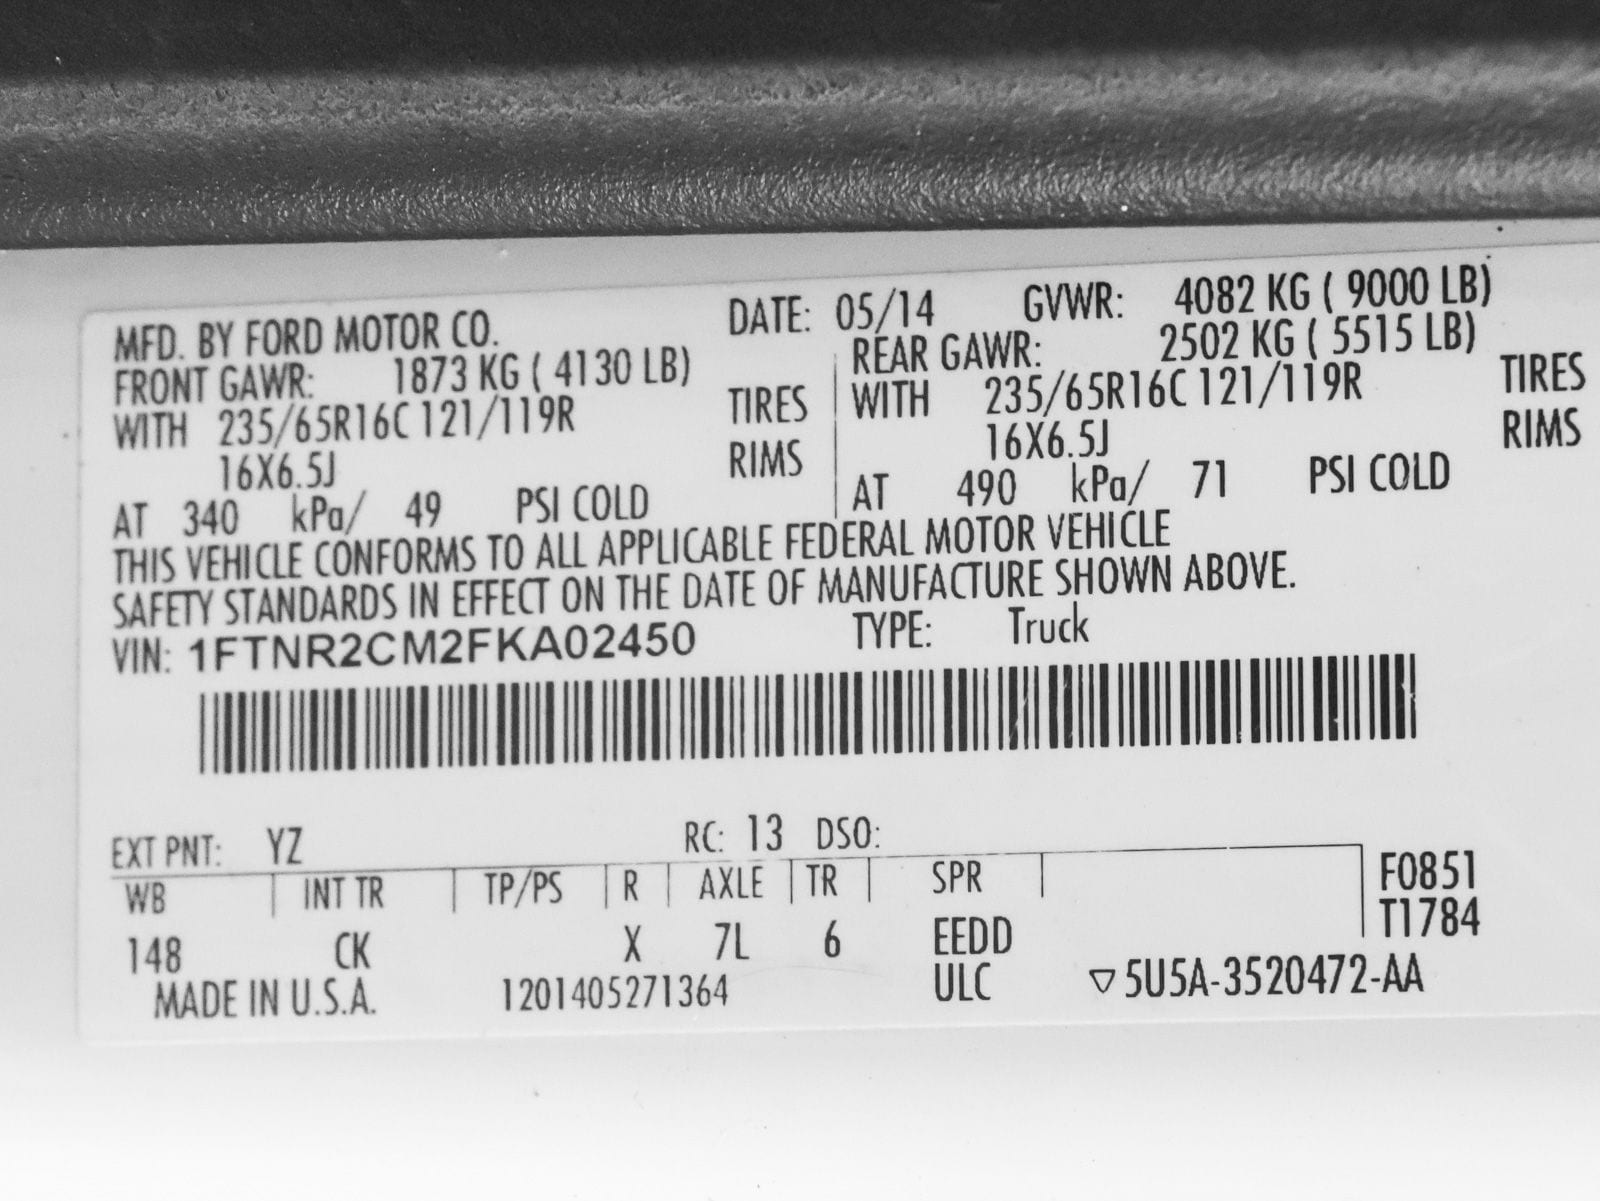 MFD. BY FORD MOTOR CO. DATE: 05/14 GVWR: 4082 KG ( 9000 LB)
FRONT GAWR: 1873 KG ( 4130 LB) REAR GAWR: 2502 KG ( 5515 LB)
WITH 235/65R16C 121/119R TIRES WITH 235/65R16C 121/119R TIRES
16X6.5J RIMS 16X6.5J RIMS
AT 340 kPa/ 49 PSI COLD AT 490 kPa/ 71 PSI COLD
THIS VEHICLE CONFORMS TO ALL APPLICABLE FEDERAL MOTOR VEHICLE
SAFETY STANDARDS IN EFFECT ON THE DATE OF MANUFACTURE SHOWN ABOVE.
VIN: 1FTNR2CM2FKA02450 TYPE: Truck
EXT PNT: YZ RC: 13 DSO:
WB INT TR TP/PS R AXLE TR SPR F0851
T1784
148 CK X 7L 6 EEDD
MADE IN U.S.A. 1201405271364 ULC ▽5U5A-3520472-AA